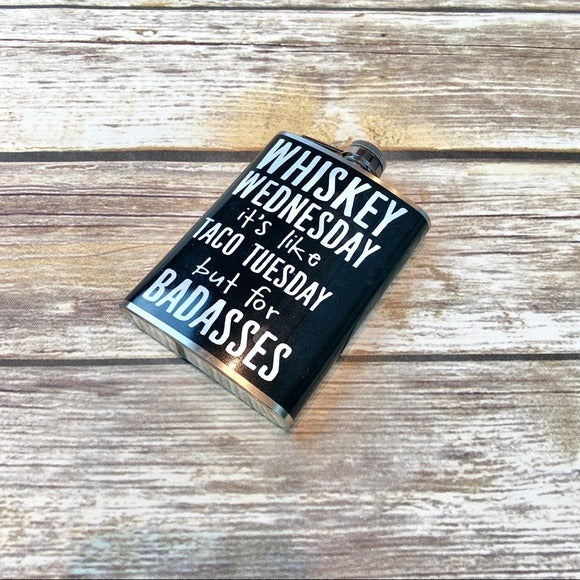 WHISKEY
WEDNESDAY
it's like
TACO TUESDAY
but for
BADASSES